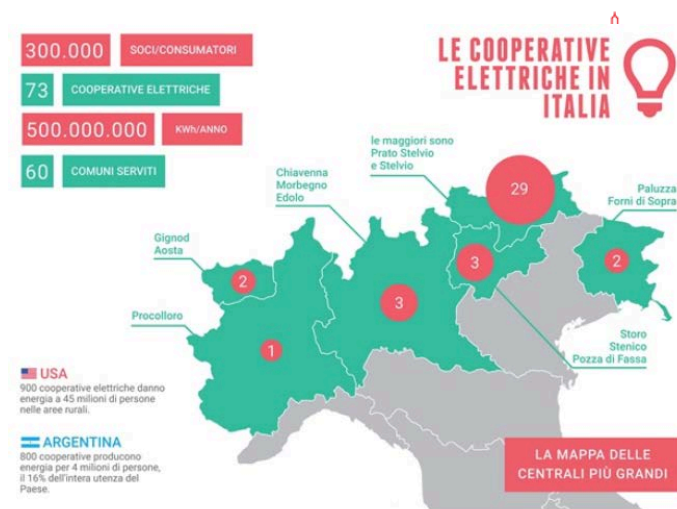 300.000 SOCI/CONSUMATORI
73 COOPERATIVE ELETTRICHE
500.000.000 KWh/ANNO
60 COMUNI SERVITI
LE COOPERATIVE
ELETTRICHE IN
ITALIA
le maggiori sono
Prato Stelvio
e Stelvio
29
Chiavenna
Morbegno
Edolo
Paluzza
Forni di Sopra
Gignod
Aosta
2
3
2
3
Procolloro
1
Storo
Stenico
Pozza di Fassa
USA
900 cooperative elettriche danno
energia a 45 milioni di persone
nelle aree rurali.
ARGENTINA
800 cooperative producono
energia per 4 milioni di persone,
il 16% dell'intera utenza del
Paese.
LA MAPPA DELLE
CENTRALI PIÙ GRANDI